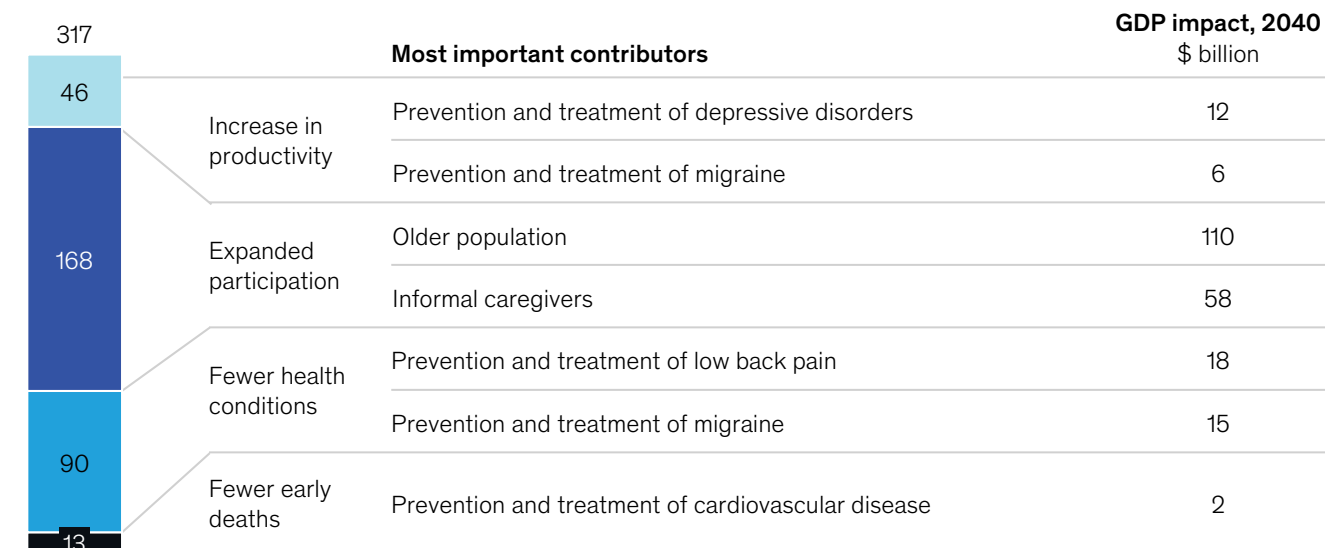 317
46
168
90
13
Most important contributors
GDP impact, 2040
$ billion
Increase in
productivity
Prevention and treatment of depressive disorders 12
Prevention and treatment of migraine 6
Expanded
participation
Older population 110
Informal caregivers 58
Fewer health
conditions
Prevention and treatment of low back pain 18
Prevention and treatment of migraine 15
Fewer early
deaths
Prevention and treatment of cardiovascular disease 2